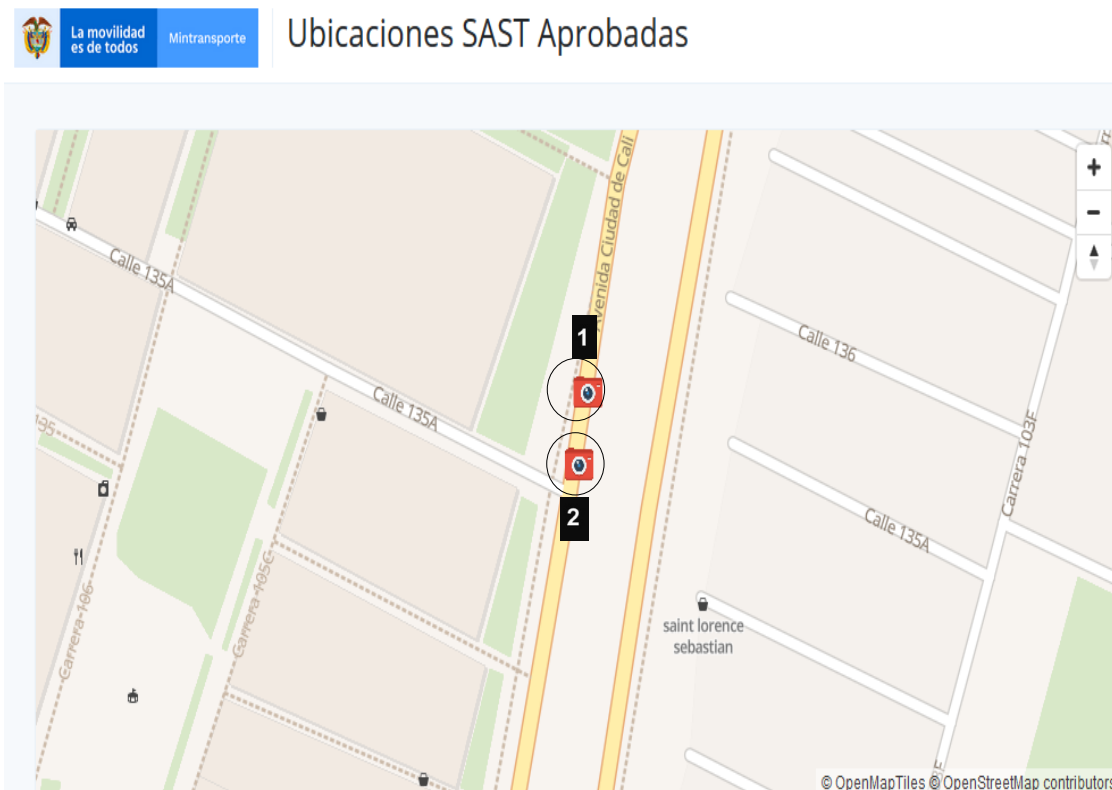 La movilidad
es de todos
Mintransporte
Ubicaciones SAST Aprobadas
Avenida Ciudad de Cali
Calle 135A
1
Calle 136
Calle 135A
135
Carrera 103F
2
Calle 135A
Carrera 106
Carrera 105C
saint lorence
sebastian
© OpenMapTiles © OpenStreetMap contributors